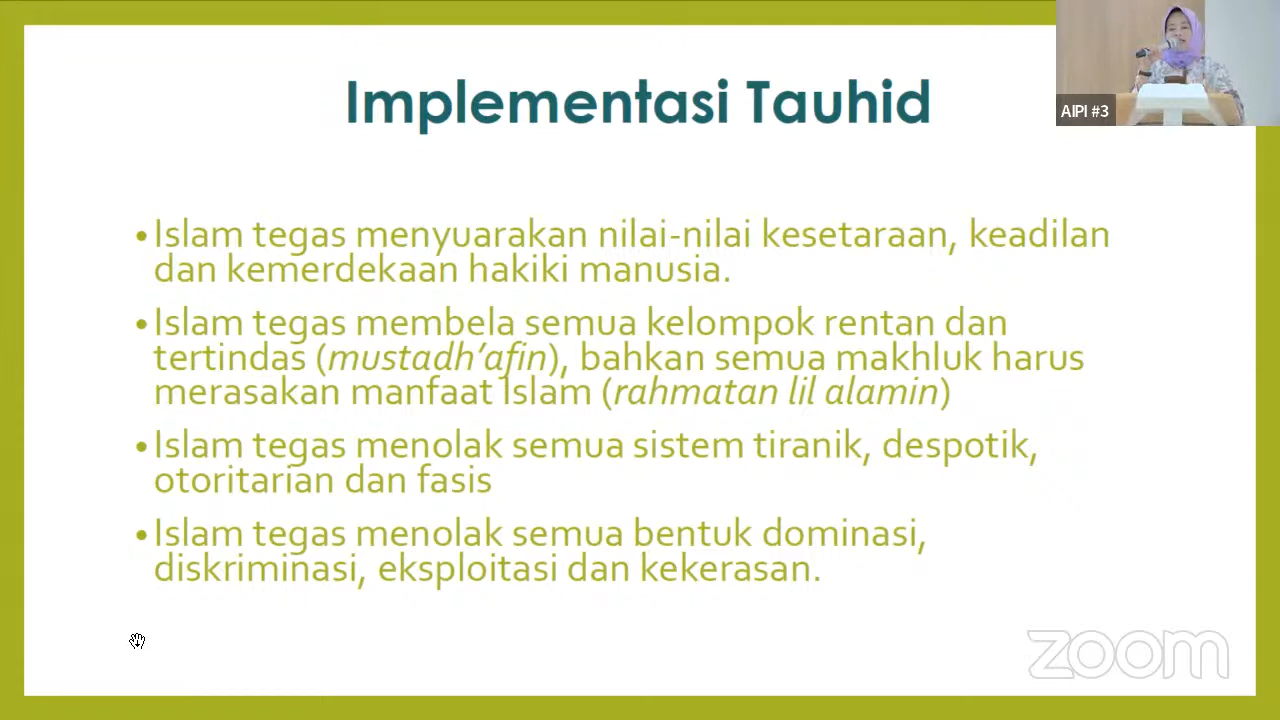 Implementasi Tauhid
AIPI #3
•Islam tegas menyuarakan nilai-nilai kesetaraan, keadilan
dan kemerdekaan hakiki manusia.
•Islam tegas membela semua kelompok rentan dan
tertindas (mustadh’afin), bahkan semua makhluk harus
merasakan manfaat Islam (rahmatan lil alamin)
•Islam tegas menolak semua sistem tiranik, despotik,
otoritarian dan fasis
•Islam tegas menolak semua bentuk dominasi,
diskriminasi, eksploitasi dan kekerasan.
zoom